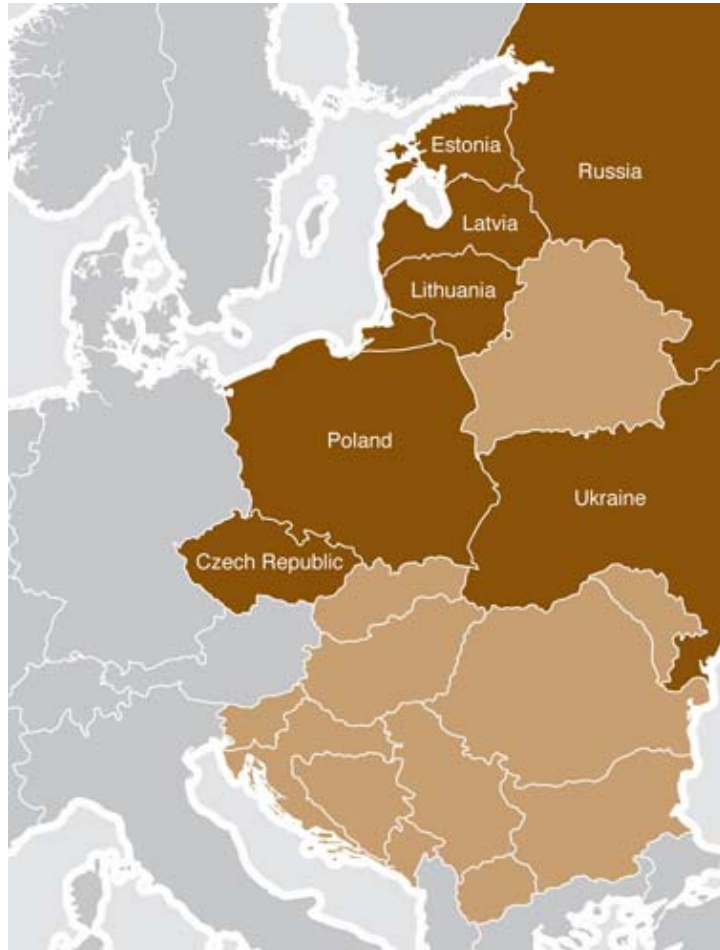 Estonia
Russia
Latvia
Lithuania
Poland
Ukraine
Czech Republic